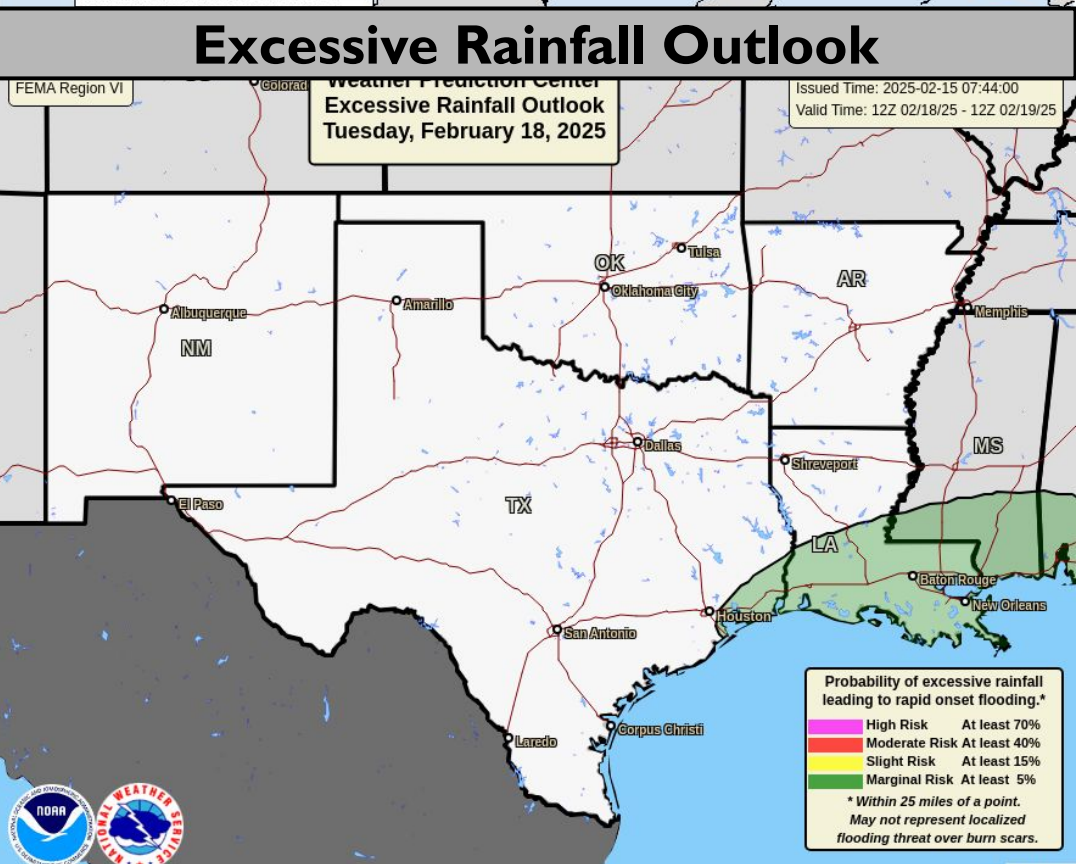 Excessive Rainfall Outlook
FEMA Region VI
Colorad
Weather Prediction Center
Excessive Rainfall Outlook
Tuesday, February 18, 2025
Issued Time: 2025-02-15 07:44:00
Valid Time: 12Z 02/18/25 - 12Z 02/19/25
Tulsa
OK
Oklahoma City
AR
Amarillo
Albuquerque
Memphis
NM
Dallas
MS
Shreveport
El Paso
TX
LA
Baton Rouge
New Orleans
Houston
San Antonio
Corpus Christi
Laredo
Probability of excessive rainfall
leading to rapid onset flooding.*
High Risk At least 70%
Moderate Risk At least 40%
Slight Risk At least 15%
Marginal Risk At least 5%
* Within 25 miles of a point.
May not represent localized
flooding threat over burn scars.
NOAA
NATIONAL WEATHER SERVICE